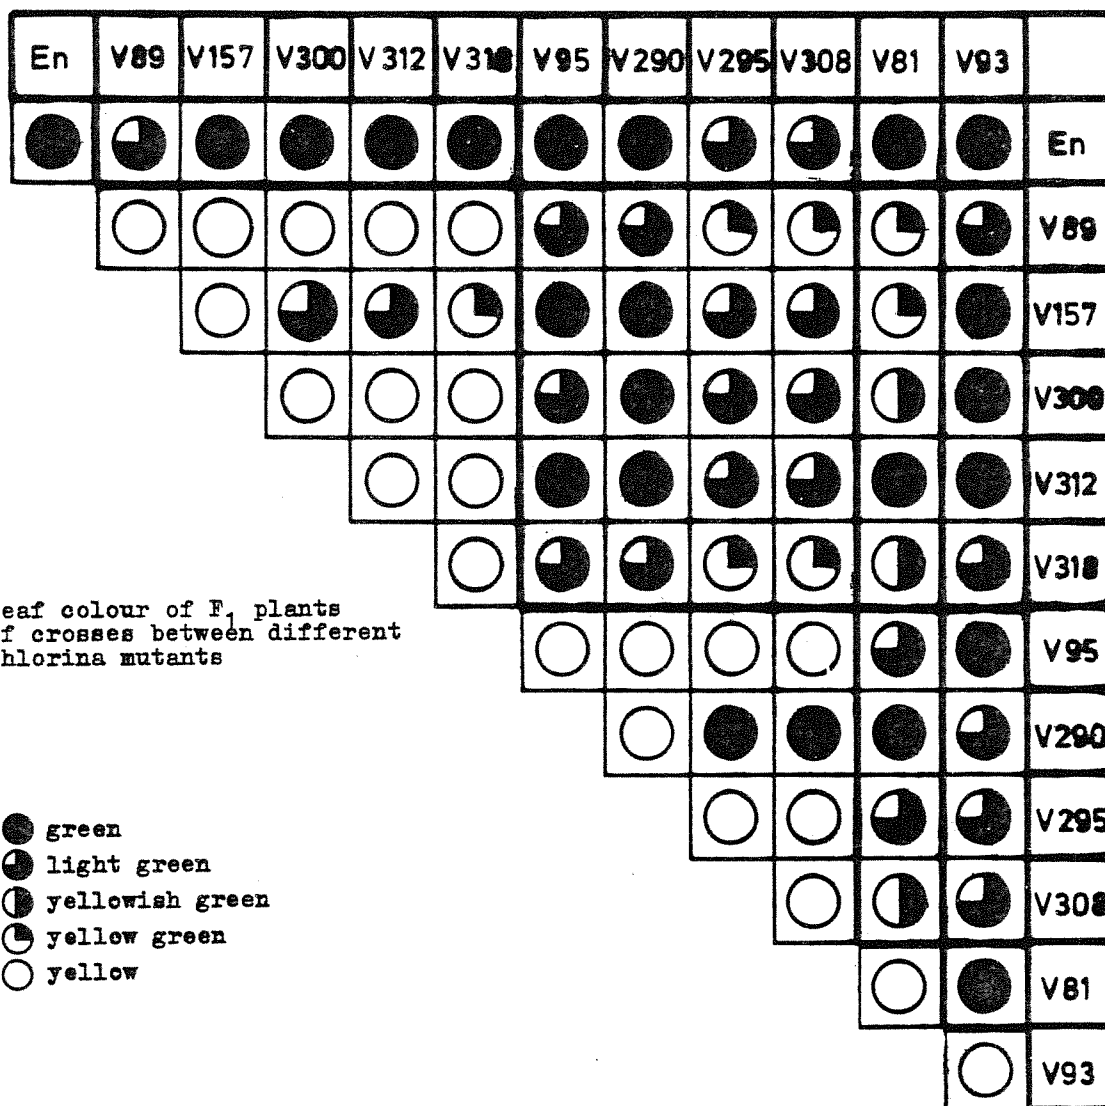 En V89 V157 V300 V312 V318 V95 V290 V295 V308 V81 V93
En
V89
V157
V300
V312
V318
eaf colour of F1 plants
f crosses between different
hlorina mutants
V95
V290
green
V295
light green
yellowish green
V308
yellow green
yellow
V81
V93